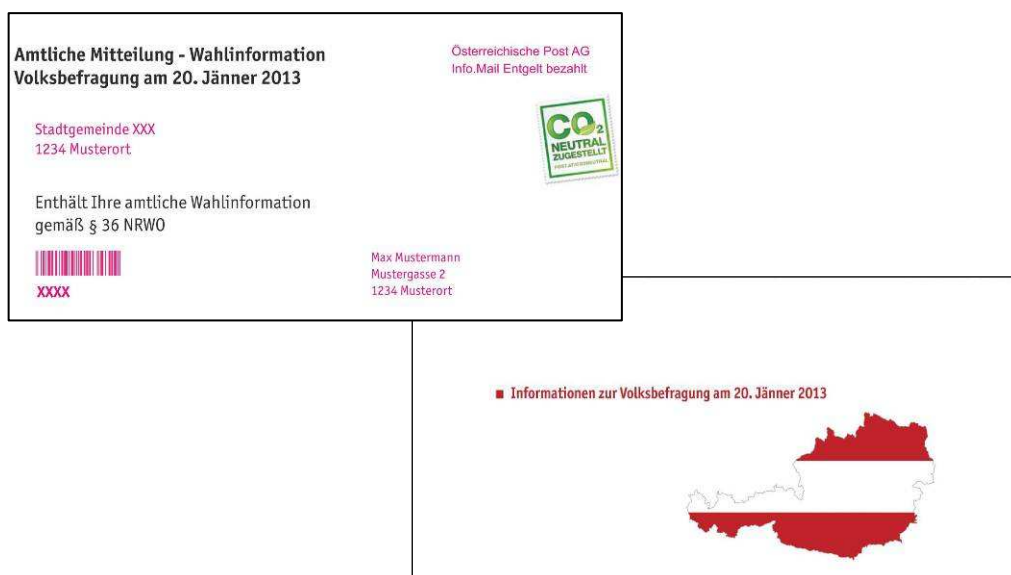 Amtliche Mitteilung - Wahlinformation
Volksbefragung am 20. Jänner 2013
Österreichische Post AG
Info.Mail Entgelt bezahlt
Stadtgemeinde XXX
1234 Musterort
CO2
NEUTRAL
ZUGESTELLT
Enthält Ihre amtliche Wahlinformation
gemäß § 36 NRWO
XXXX
Max Mustermann
Mustergasse 2
1234 Musterort
Informationen zur Volksbefragung am 20. Jänner 2013